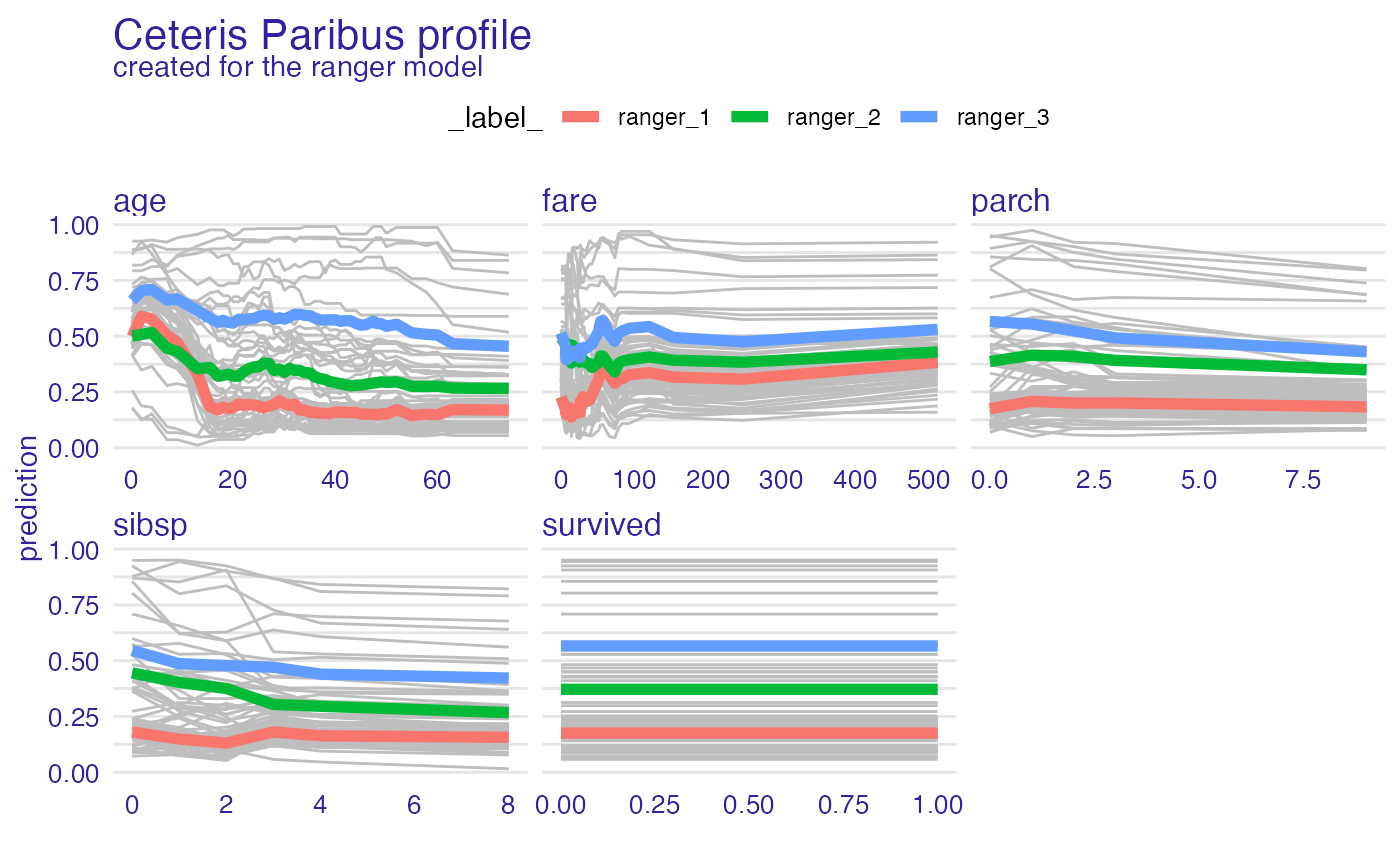 Ceteris Paribus profile
created for the ranger model
_label_ ranger_1 ranger_2 ranger_3
age fare parch
1.00
0.75
0.50
0.25
0.00
0 20 40 60 0 100 200 300 400 500 0.0 2.5 5.0 7.5
prediction
sibsp survived
1.00
0.75
0.50
0.25
0.00
0 2 4 6 8 0.00 0.25 0.50 0.75 1.00